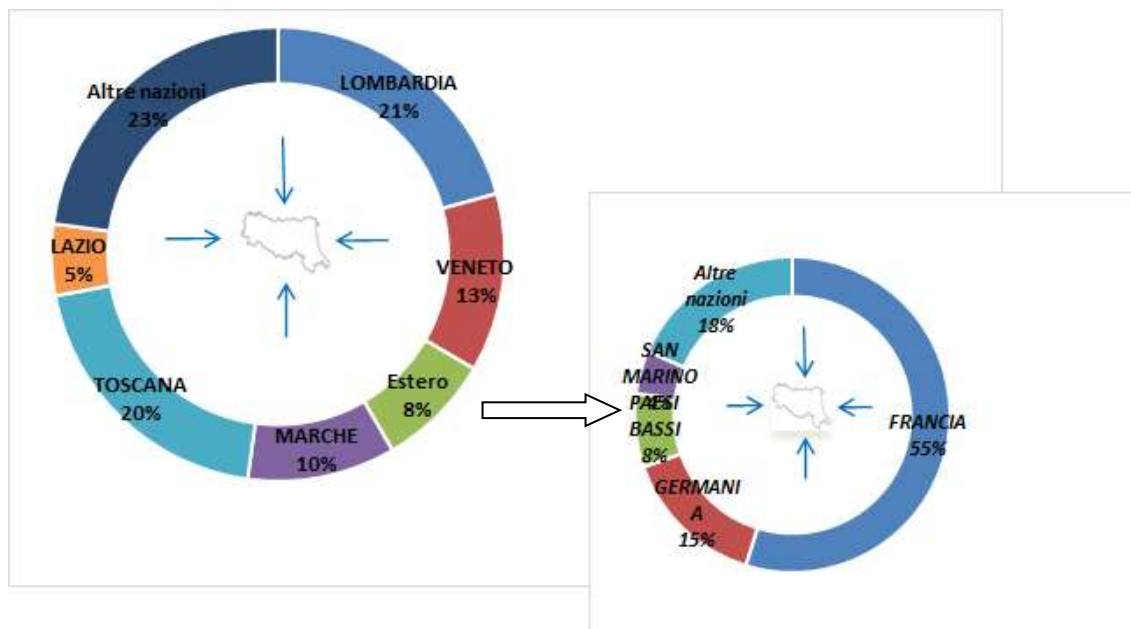 Altre nazioni
23%
LOMBARDIA
21%
LAZIO
5%
VENETO
13%
TOSCANA
20%
Estero
8%
MARCHE
10%
Altre
nazioni
18%
SAN
MARINO
4%
PAESI
BASSI
8%
FRANCIA
55%
GERMANI
A
15%